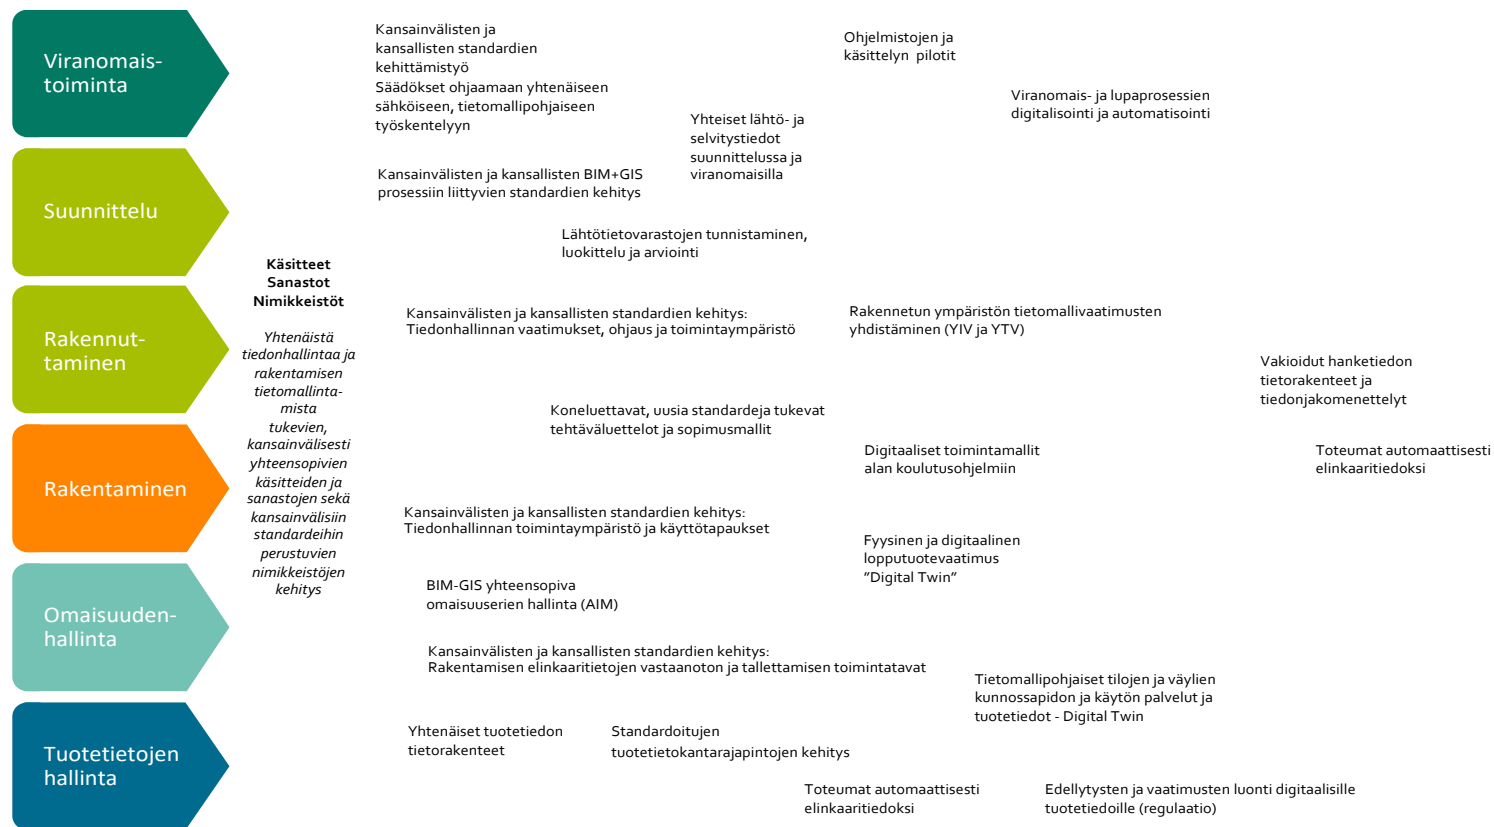 Viranomais-
toiminta
Kansainvälisten ja
kansallisten standardien
kehittämistyö
Säädökset ohjaamaan yhtenäiseen
sähköiseen, tietomallipohjaiseen
työskentelyyn
Ohjelmistojen ja
käsittelyn pilotit
Viranomais- ja lupaprosessien
digitalisointi ja automatisointi
Yhteiset lähtö- ja
selvitystiedot
suunnittelussa ja
viranomaisilla
Suunnittelu
Kansainvälisten ja kansallisten BIM+GIS
prosessiin liittyvien standardien kehitys
Lähtötietovarastojen tunnistaminen,
luokittelu ja arviointi
Käsitteet
Sanastot
Nimikkeistöt
Yhtenäistä
tiedonhallintaa ja
rakentamisen
tietomallinta-
mista
tukevien,
kansainvälisesti
yhteensopivien
käsitteiden ja
sanastojen sekä
kansainvälisiin
standardeihin
perustuvien
nimikkeistöjen
kehitys
Rakennut-
taminen
Kansainvälisten ja kansallisten standardien kehitys:
Tiedonhallinnan vaatimukset, ohjaus ja toimintaympäristö
Rakennetun ympäristön tietomallivaatimusten
yhdistäminen (YIV ja YTV)
Vakioidut hanketiedon
tietorakenteet ja
tiedonjakomenettelyt
Koneluettavat, uusia standardeja tukevat
tehtäväluettelot ja sopimusmallit
Rakentaminen
Digitaaliset toimintamallit
alan koulutusohjelmiin
Toteumat automaattisesti
elinkaaritiedoksi
Kansainvälisten ja kansallisten standardien kehitys:
Tiedonhallinnan toimintaympäristö ja käyttötapaukset
Fyysinen ja digitaalinen
lopputuotevaatimus
”Digital Twin”
Omaisuuden-
hallinta
BIM-GIS yhteensopiva
omaisuuserien hallinta (AIM)
Kansainvälisten ja kansallisten standardien kehitys:
Rakentamisen elinkaaritietojen vastaanoton ja tallettamisen toimintatavat
Tietomallipohjaiset tilojen ja väylien
kunnossapidon ja käytön palvelut ja
tuotetiedot - Digital Twin
Tuotetietojen
hallinta
Yhtenäiset tuotetiedon
tietorakenteet
Standardoitujen
tuotetietokantarajapintojen kehitys
Toteumat automaattisesti
elinkaaritiedoksi
Edellytysten ja vaatimusten luonti digitaalisille
tuotetiedoille (regulaatio)